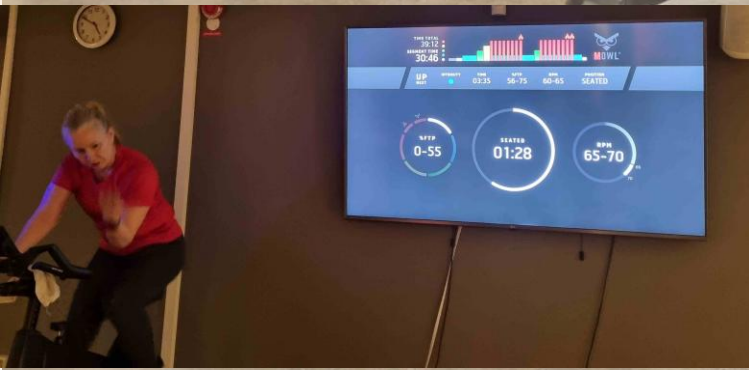 TIME TOTAL
39:12
SEGMENT TIME
30:46
MOWL
UP
NEXT
INTENSITY
TIME
03:35
%FTP
56-75
RPM
60-65
POSITION
SEATED
%FTP
0-55
SEATED
01:28
RPM
65-70